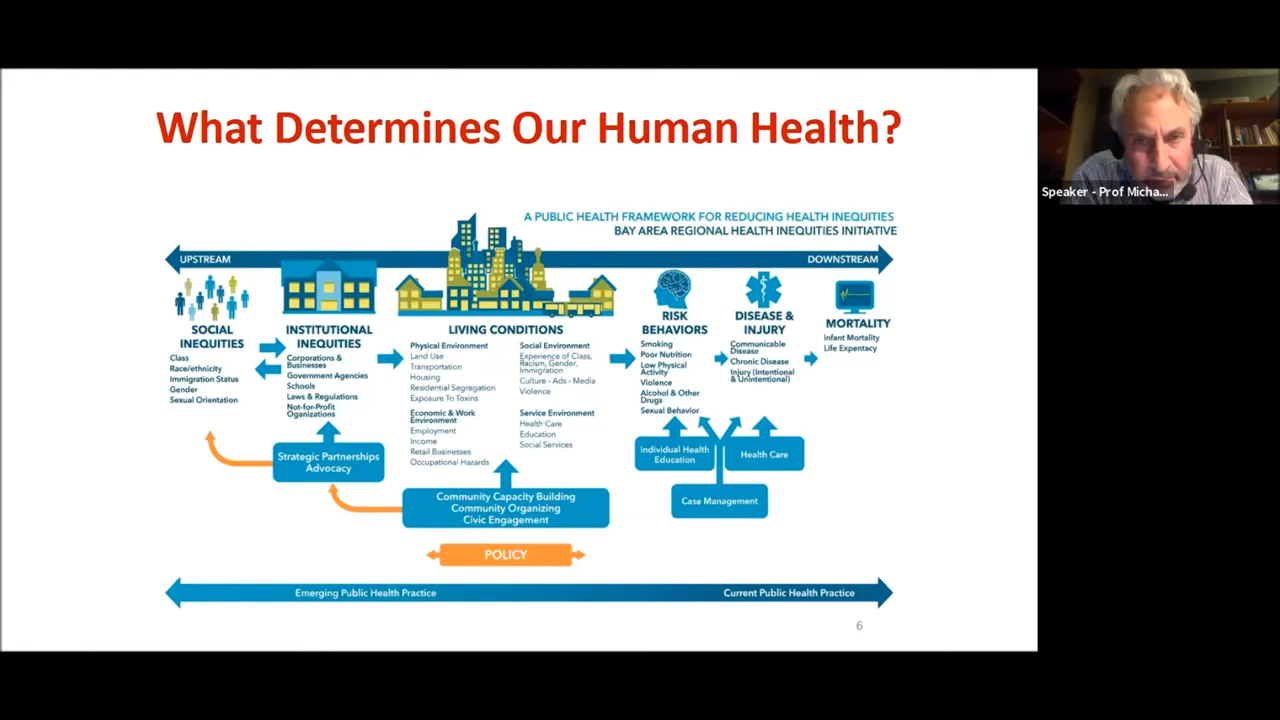 What Determines Our Human Health?
Speaker - Prof Micha...
A PUBLIC HEALTH FRAMEWORK FOR REDUCING HEALTH INEQUITIES
BAY AREA REGIONAL HEALTH INEQUITIES INITIATIVE
UPSTREAM
DOWNSTREAM
SOCIAL
INEQUITIES
Class
Race/ethnicity
Immigration Status
Gender
Sexual Orientation
INSTITUTIONAL
INEQUITIES
Corporations &
Businesses
Government Agencies
Schools
Laws & Regulations
Not-for-Profit
Organizations
Strategic Partnerships
Advocacy
LIVING CONDITIONS
Physical Environment
Land Use
Transportation
Housing
Residential Segregation
Exposure To Toxins
Economic & Work
Environment
Employment
Income
Retail Businesses
Occupational Hazards
Social Environment
Experience of Class,
Racism, Gender,
Immigration
Culture - Ads - Media
Violence
Service Environment
Health Care
Education
Social Services
Community Capacity Building
Community Organizing
Civic Engagement
RISK
BEHAVIORS
Smoking
Poor Nutrition
Low Physical
Activity
Violence
Alcohol & Other
Drugs
Sexual Behavior
Individual Health
Education
DISEASE &
INJURY
Communicable
Disease
Chronic Disease
Injury (Intentional
& Unintentional)
Health Care
Case Management
MORTALITY
Infant Mortality
Life Expentacy
POLICY
Emerging Public Health Practice
Current Public Health Practice
6